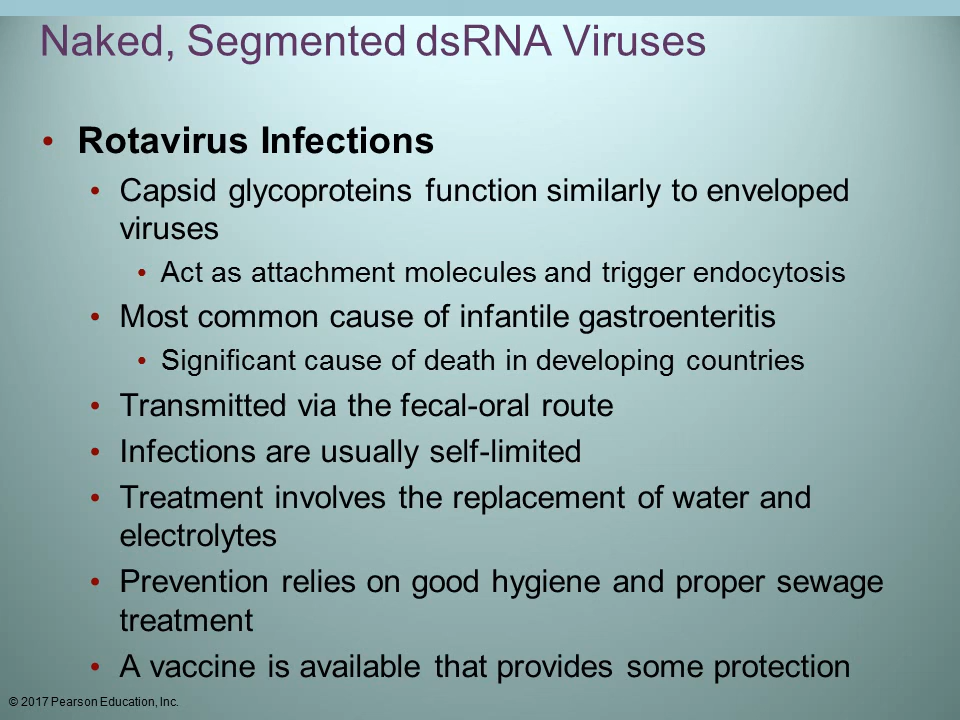 Naked, Segmented dsRNA Viruses
• Rotavirus Infections
• Capsid glycoproteins function similarly to enveloped
viruses
• Act as attachment molecules and trigger endocytosis
• Most common cause of infantile gastroenteritis
• Significant cause of death in developing countries
• Transmitted via the fecal-oral route
• Infections are usually self-limited
• Treatment involves the replacement of water and
electrolytes
• Prevention relies on good hygiene and proper sewage
treatment
• A vaccine is available that provides some protection
© 2017 Pearson Education, Inc.